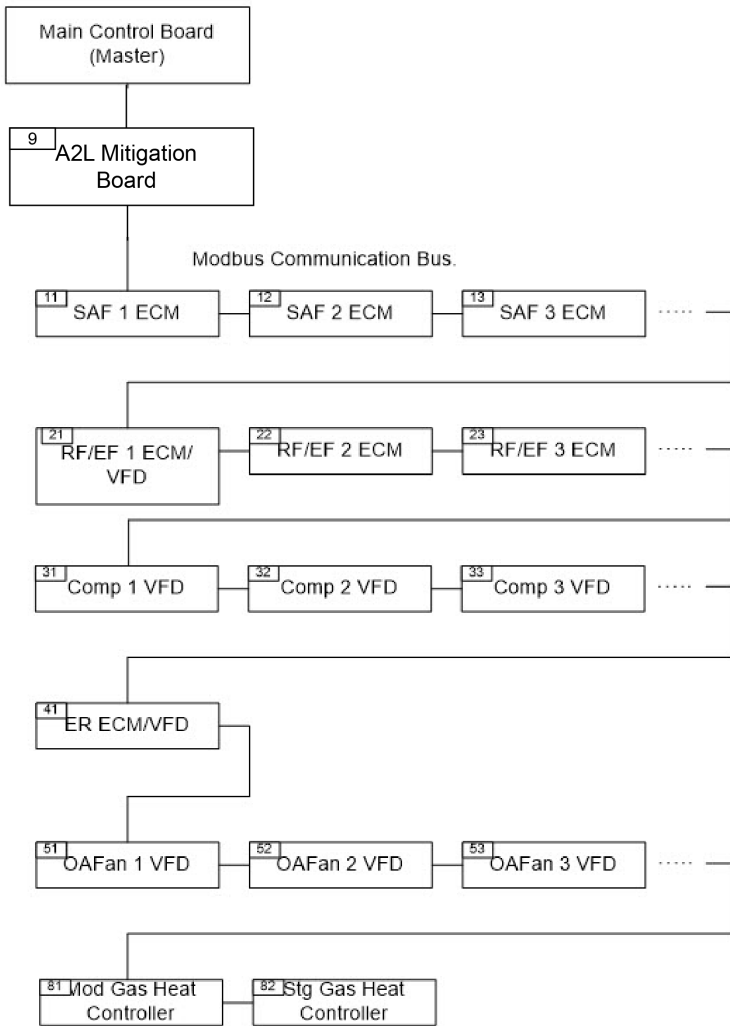 Main Control Board
(Master)
9
A2L Mitigation
Board
Modbus Communication Bus.
11
SAF 1 ECM
12
SAF 2 ECM
13
SAF 3 ECM
21
RF/EF 1 ECM/
VFD
22
RF/EF 2 ECM
23
RF/EF 3 ECM
31
Comp 1 VFD
32
Comp 2 VFD
33
Comp 3 VFD
41
ER ECM/VFD
51
OAFan 1 VFD
52
OAFan 2 VFD
53
OAFan 3 VFD
81
Mod Gas Heat
Controller
82
Stg Gas Heat
Controller